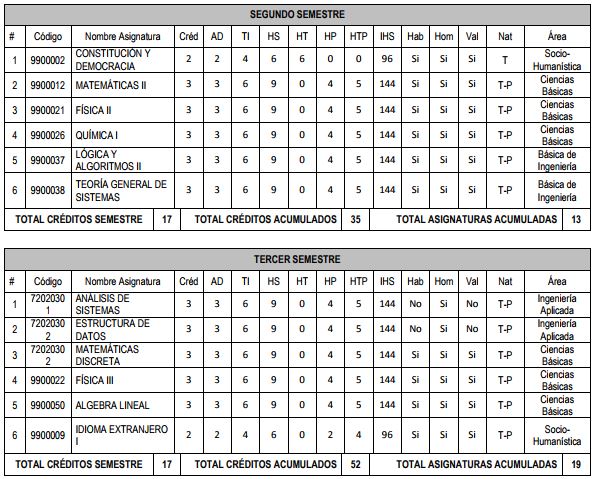 SEGUNDO SEMESTRE
# Código Nombre Asignatura Créd AD TI HS HT HP HTP IHS Hab Hom Val Nat Área
1 9900002 CONSTITUCIÓN Y DEMOCRACIA 2 2 4 6 6 0 0 96 Si Si Si T Socio-Humanística
2 9900012 MATEMÁTICAS II 3 3 6 9 0 4 5 144 Si Si Si T-P Ciencias Básicas
3 9900021 FÍSICA II 3 3 6 9 0 4 5 144 Si Si Si T-P Ciencias Básicas
4 9900026 QUÍMICA I 3 3 6 9 0 4 5 144 Si Si Si T-P Ciencias Básicas
5 9900037 LÓGICA Y ALGORITMOS II 3 3 6 9 0 4 5 144 Si Si Si T-P Básica de Ingeniería
6 9900038 TEORÍA GENERAL DE SISTEMAS 3 3 6 9 0 4 5 144 Si Si Si T-P Básica de Ingeniería
TOTAL CRÉDITOS SEMESTRE 17 TOTAL CRÉDITOS ACUMULADOS 35 TOTAL ASIGNATURAS ACUMULADAS 13
TERCER SEMESTRE
# Código Nombre Asignatura Créd AD TI HS HT HP HTP IHS Hab Hom Val Nat Área
1 72020301 ANÁLISIS DE SISTEMAS 3 3 6 9 0 4 5 144 No Si No T-P Ingeniería Aplicada
2 72020302 ESTRUCTURA DE DATOS 3 3 6 9 0 4 5 144 No Si No T-P Ingeniería Aplicada
3 72020302 MATEMÁTICAS DISCRETA 3 3 6 9 0 4 5 144 Si Si Si T-P Ciencias Básicas
4 9900022 FÍSICA III 3 3 6 9 0 4 5 144 Si Si Si T-P Ciencias Básicas
5 9900050 ALGEBRA LINEAL 3 3 6 9 0 4 5 144 Si Si Si T-P Ciencias Básicas
6 9900009 IDIOMA EXTRANJERO I 2 2 4 6 0 2 4 96 Si Si Si T-P Socio-Humanística
TOTAL CRÉDITOS SEMESTRE 17 TOTAL CRÉDITOS ACUMULADOS 52 TOTAL ASIGNATURAS ACUMULADAS 19